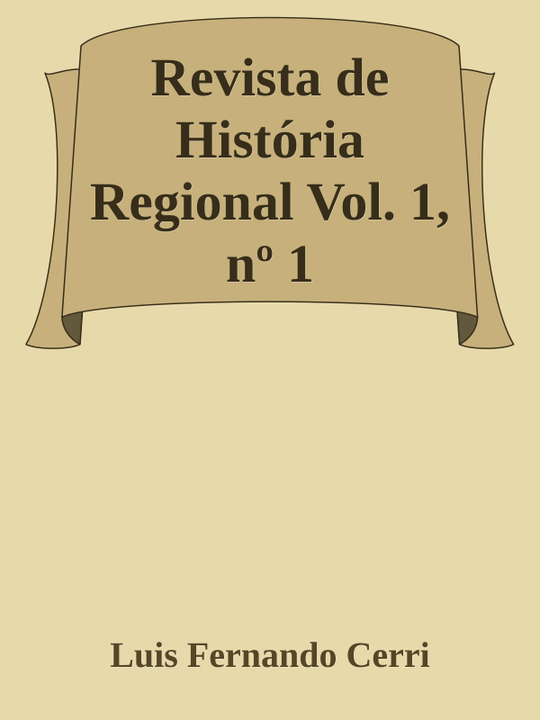 Revista de
História
Regional Vol. 1,
nº 1
Luis Fernando Cerri